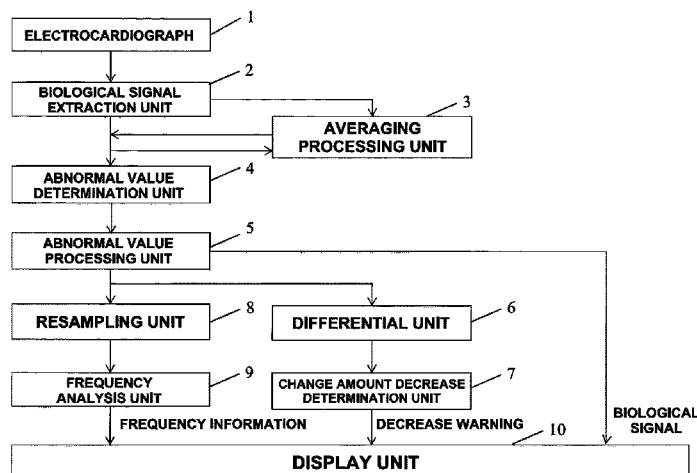 ELECTROCARDIOGRAPH
1
BIOLOGICAL SIGNAL
EXTRACTION UNIT
2
AVERAGING
PROCESSING UNIT
3
ABNORMAL VALUE
DETERMINATION UNIT
4
ABNORMAL VALUE
PROCESSING UNIT
5
RESAMPLING UNIT
8
DIFFERENTIAL UNIT
6
FREQUENCY
ANALYSIS UNIT
9
CHANGE AMOUNT DECREASE
DETERMINATION UNIT
7
FREQUENCY INFORMATION
DECREASE WARNING
BIOLOGICAL
SIGNAL
10
DISPLAY UNIT